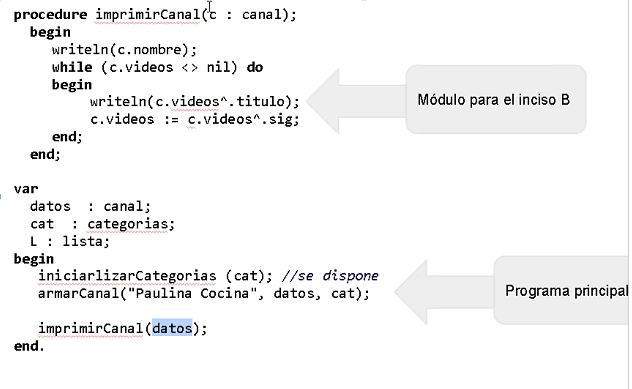 procedure imprimirCanal(c : canal);
begin
writeln(c.nombre);
while (c.videos <> nil) do
begin
writeln(c.videos^.titulo);
c.videos := c.videos^.sig;
end;
end;
Módulo para el inciso B
var
datos : canal;
cat : categorias;
L : lista;
begin
iniciarlizarCategorias (cat); //se dispone
armarCanal("Paulina Cocina", datos, cat);
imprimirCanal(datos);
end.
Programa principal